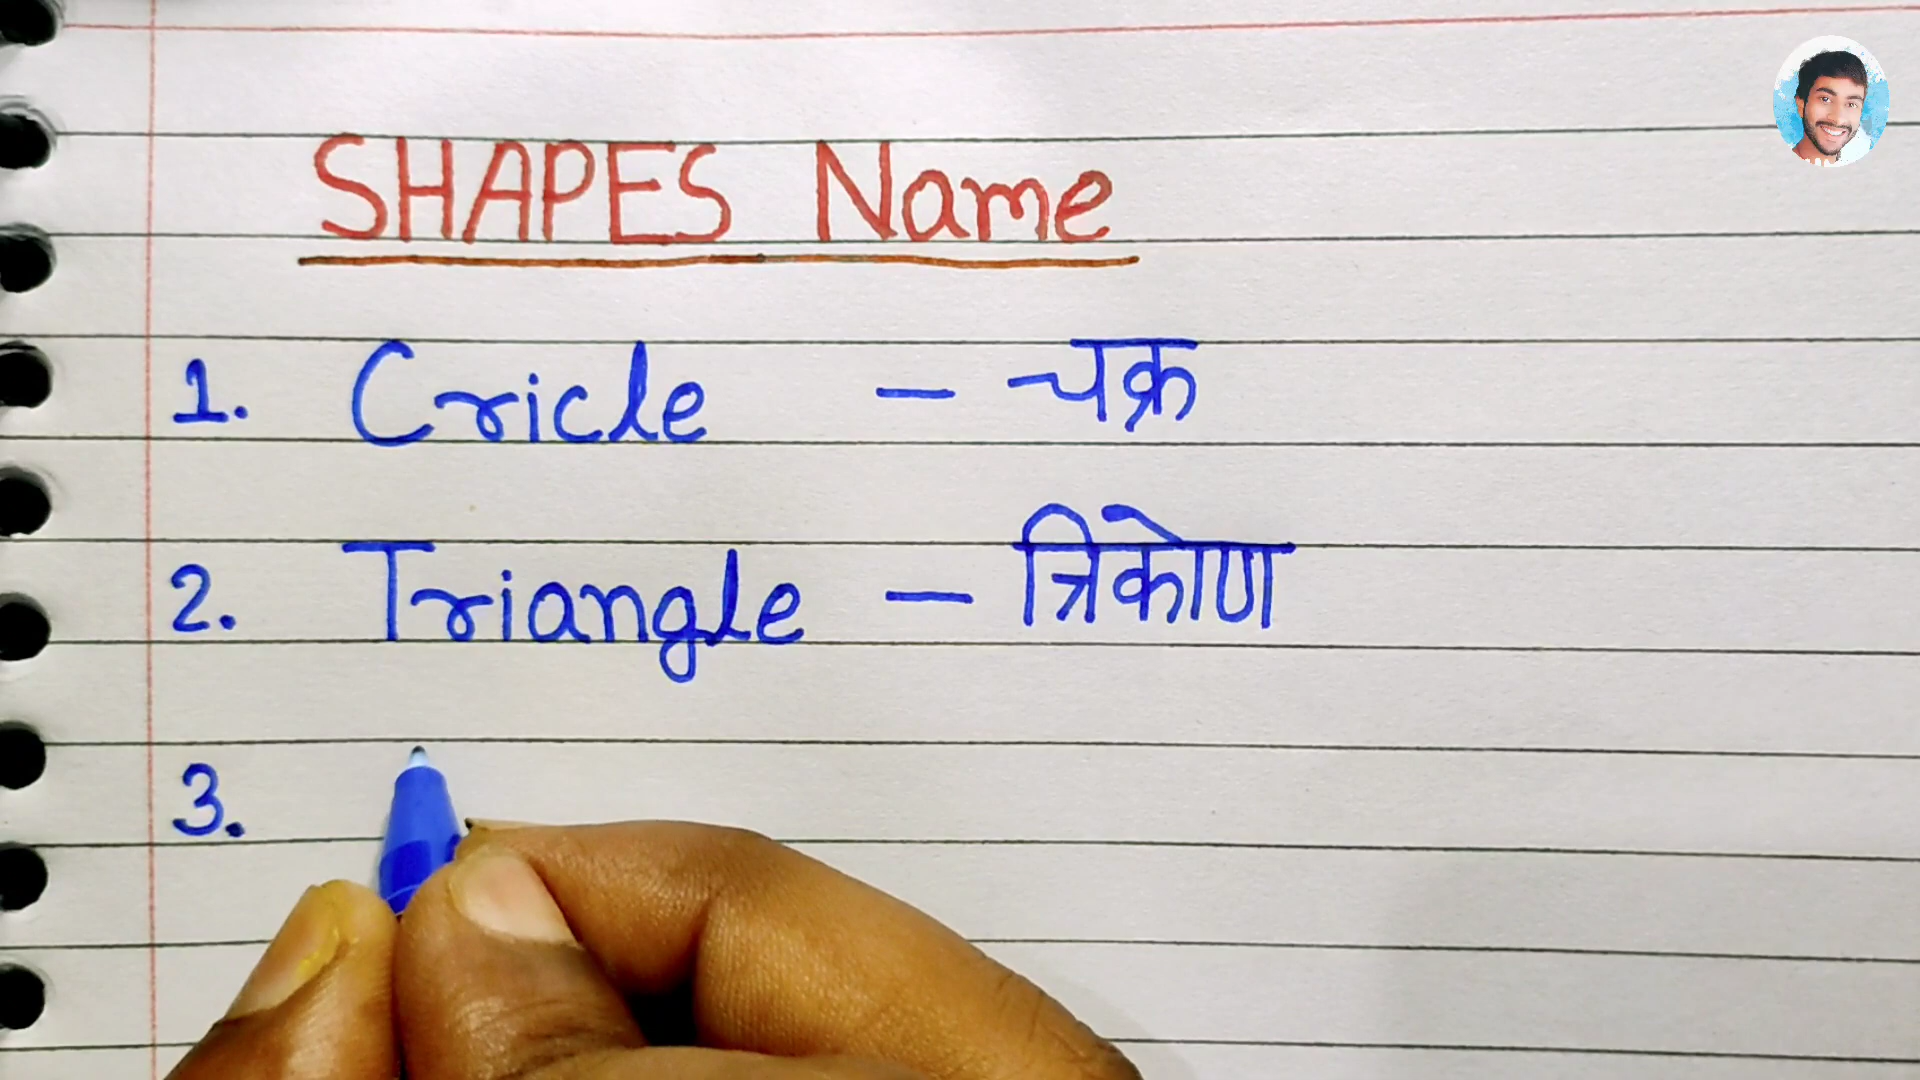 SHAPES Name
1. Cricle - चक्र
2. Triangle - त्रिकोण
3.